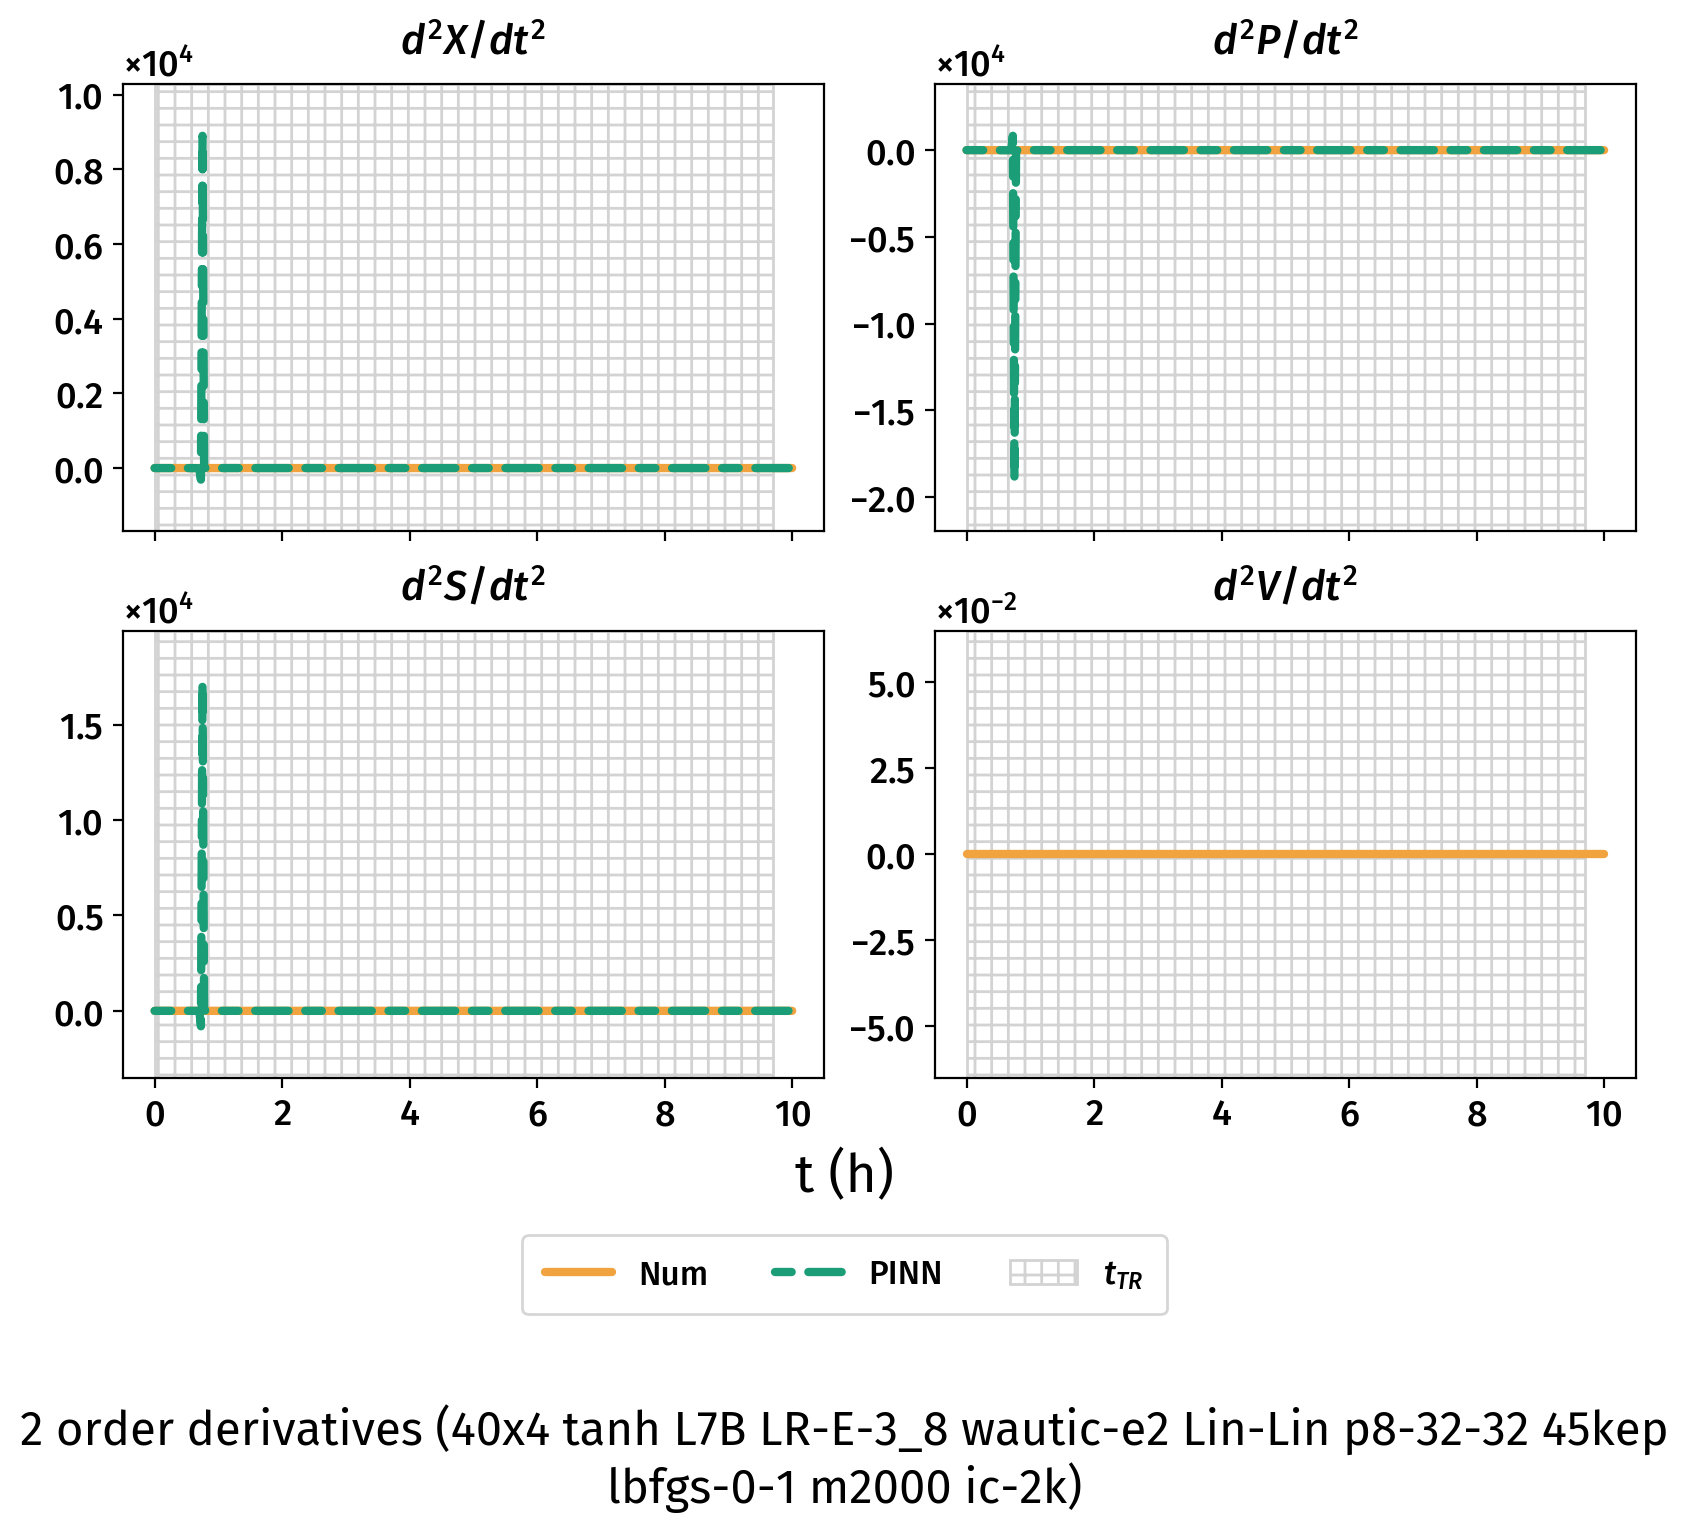 d²X/dt²
×10⁴
1.0
0.8
0.6
0.4
0.2
0.0
d²P/dt²
×10⁴
0.0
−0.5
−1.0
−1.5
−2.0
d²S/dt²
×10⁴
1.5
1.0
0.5
0.0
0 2 4 6 8 10
d²V/dt²
×10⁻²
5.0
2.5
0.0
−2.5
−5.0
0 2 4 6 8 10
t (h)
Num PINN t_TR
2 order derivatives (40x4 tanh L7B LR-E-3_8 wautic-e2 Lin-Lin p8-32-32 45kep
lbfgs-0-1 m2000 ic-2k)